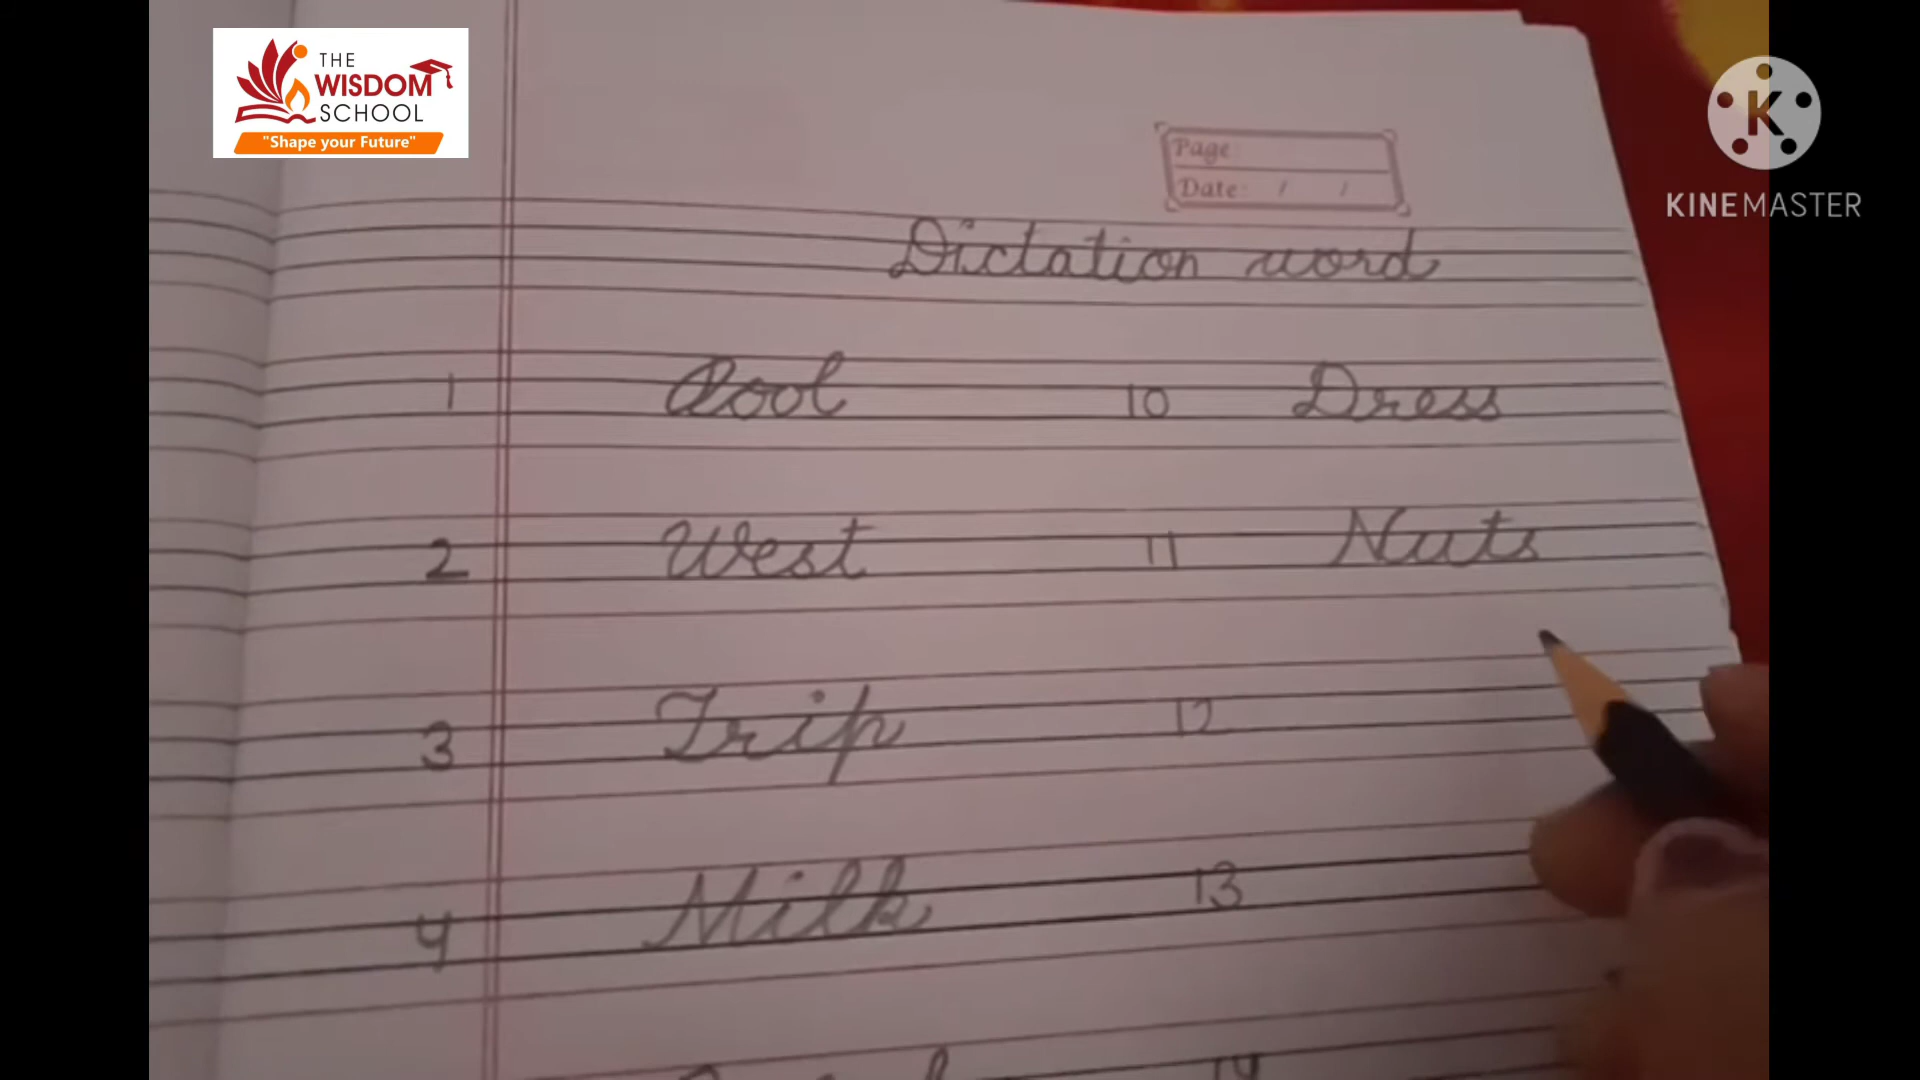 THE
WISDOM
SCHOOL
"Shape your Future"
KINEMASTER
Page
Date: / /
Dictation word
1 Pool 10 Dress
2 West 11 Nuts
3 Trip 12
4 Milk 13
14